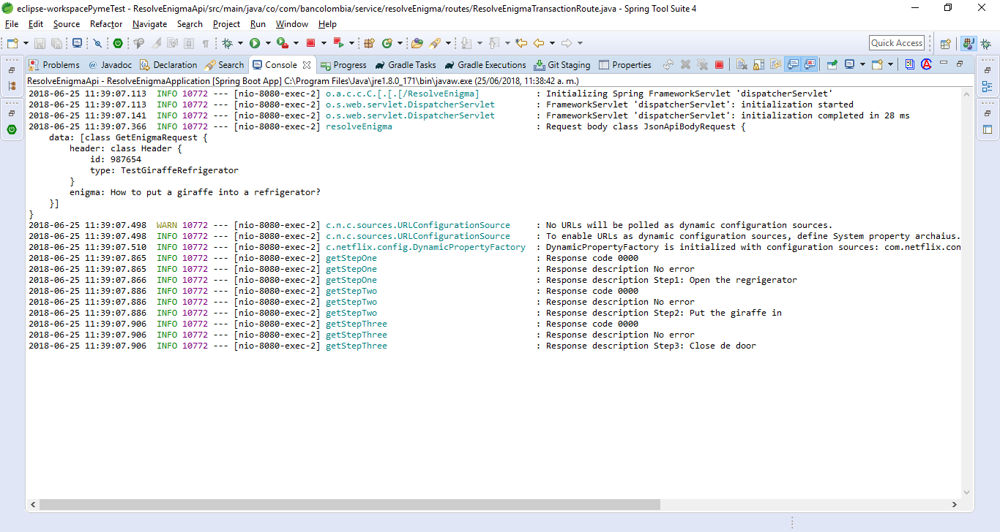 eclipse-workspacePymeTest - ResolveEnigmaApi/src/main/java/co/com/bancolombia/service/resolveEnigma/routes/ResolveEnigmaTransactionRoute.java - Spring Tool Suite 4
File Edit Source Refactor Navigate Search Project Run Window Help
Quick Access
Problems @ Javadoc Declaration Search Console Progress Gradle Tasks Gradle Executions Git Staging Properties
ResolveEnigmaApi - ResolveEnigmaApplication [Spring Boot App] C:\Program Files\Java\jre1.8.0_171\bin\javaw.exe (25/06/2018, 11:38:42 a. m.)
2018-06-25 11:39:07.113  INFO 10772 --- [nio-8080-exec-2] o.a.c.c.C.[.[.[/ResolveEnigma]           : Initializing Spring FrameworkServlet 'dispatcherServlet'
2018-06-25 11:39:07.113  INFO 10772 --- [nio-8080-exec-2] o.s.web.servlet.DispatcherServlet        : FrameworkServlet 'dispatcherServlet': initialization started
2018-06-25 11:39:07.141  INFO 10772 --- [nio-8080-exec-2] o.s.web.servlet.DispatcherServlet        : FrameworkServlet 'dispatcherServlet': initialization completed in 28 ms
2018-06-25 11:39:07.366  INFO 10772 --- [nio-8080-exec-2] resolveEnigma                            : Request body class JsonApiBodyRequest {
    data: [class GetEnigmaRequest {
        header: class Header {
            id: 987654
            type: TestGiraffeRefrigerator
        }
        enigma: How to put a giraffe into a refrigerator?
    }]
}
2018-06-25 11:39:07.498  WARN 10772 --- [nio-8080-exec-2] c.n.c.sources.URLConfigurationSource     : No URLs will be polled as dynamic configuration sources.
2018-06-25 11:39:07.498  INFO 10772 --- [nio-8080-exec-2] c.n.c.sources.URLConfigurationSource     : To enable URLs as dynamic configuration sources, define System property archaius.
2018-06-25 11:39:07.510  INFO 10772 --- [nio-8080-exec-2] c.netflix.config.DynamicPropertyFactory  : DynamicPropertyFactory is initialized with configuration sources: com.netflix.con
2018-06-25 11:39:07.865  INFO 10772 --- [nio-8080-exec-2] getStepOne                               : Response code 0000
2018-06-25 11:39:07.865  INFO 10772 --- [nio-8080-exec-2] getStepOne                               : Response description No error
2018-06-25 11:39:07.866  INFO 10772 --- [nio-8080-exec-2] getStepOne                               : Response description Step1: Open the regrigerator
2018-06-25 11:39:07.886  INFO 10772 --- [nio-8080-exec-2] getStepTwo                               : Response code 0000
2018-06-25 11:39:07.886  INFO 10772 --- [nio-8080-exec-2] getStepTwo                               : Response description No error
2018-06-25 11:39:07.886  INFO 10772 --- [nio-8080-exec-2] getStepTwo                               : Response description Step2: Put the giraffe in
2018-06-25 11:39:07.906  INFO 10772 --- [nio-8080-exec-2] getStepThree                             : Response code 0000
2018-06-25 11:39:07.906  INFO 10772 --- [nio-8080-exec-2] getStepThree                             : Response description No error
2018-06-25 11:39:07.906  INFO 10772 --- [nio-8080-exec-2] getStepThree                             : Response description Step3: Close de door